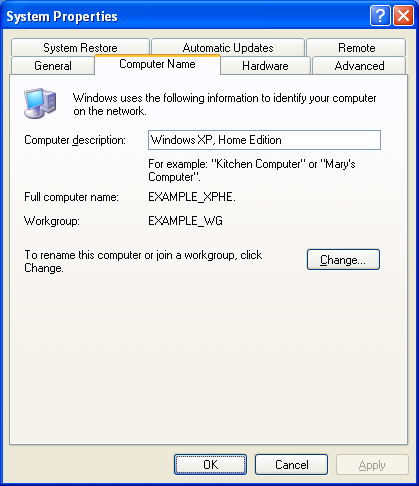 System Properties
System Restore
Automatic Updates
Remote
General
Computer Name
Hardware
Advanced
Windows uses the following information to identify your computer
on the network.
Computer description:
Windows XP, Home Edition
For example: "Kitchen Computer" or "Mary's
Computer".
Full computer name:
EXAMPLE_XPHE.
Workgroup:
EXAMPLE_WG
To rename this computer or join a workgroup, click
Change.
Change...
OK
Cancel
Apply